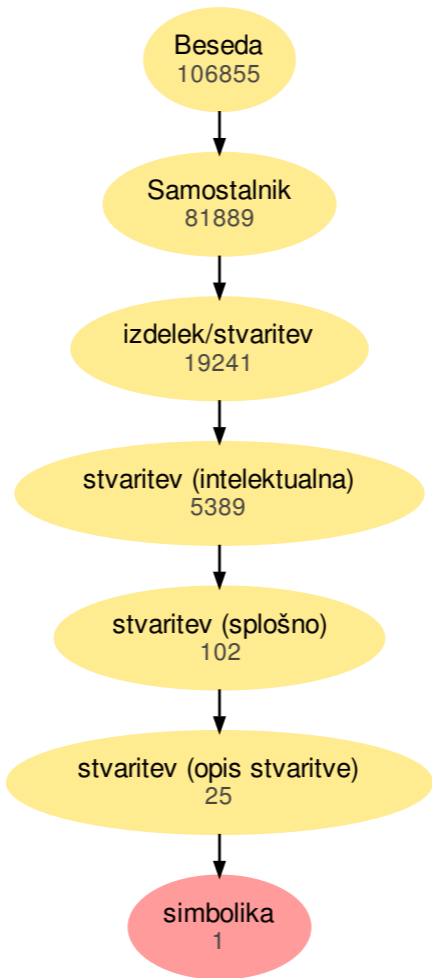 Beseda
106855
Samostalnik
81889
izdelek/stvaritev
19241
stvaritev (intelektualna)
5389
stvaritev (splošno)
102
stvaritev (opis stvaritve)
25
simbolika
1